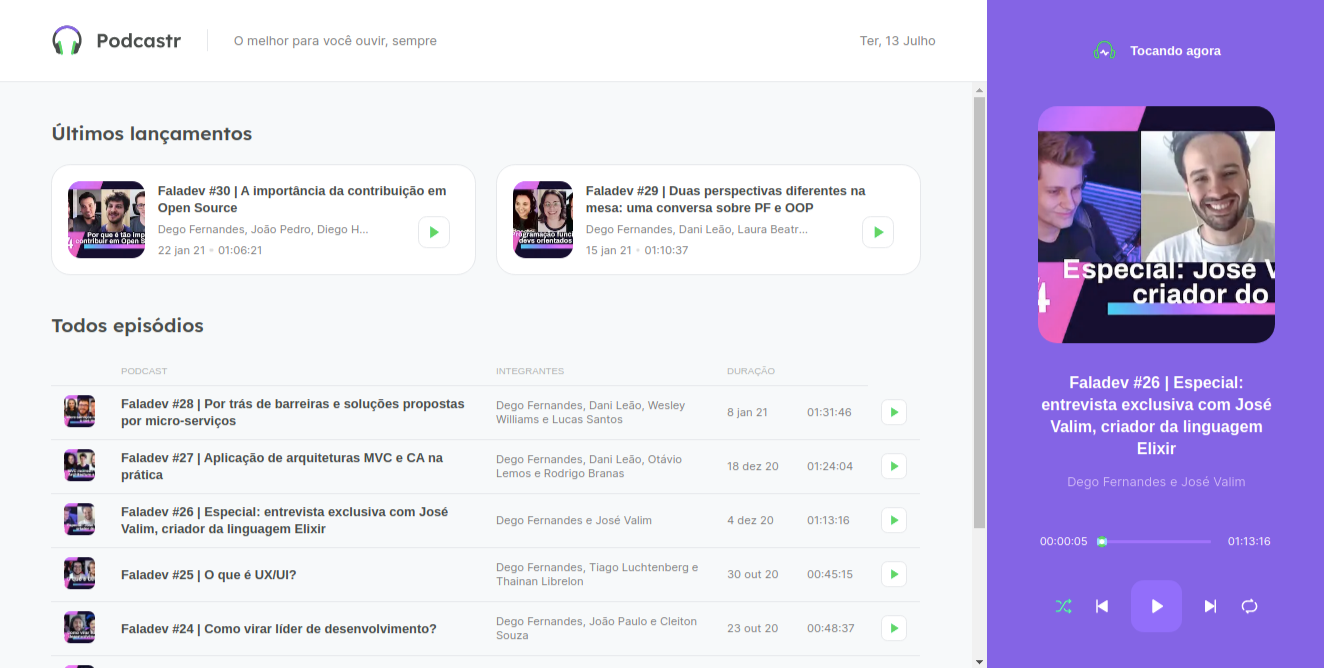 Podcastr
O melhor para você ouvir, sempre
Ter, 13 Julho
Últimos lançamentos
Por que é tão imp
contribuir em Open S
Faladev #30 | A importância da contribuição em
Open Source
Dego Fernandes, João Pedro, Diego H...
22 jan 21 • 01:06:21
Programação funci
devs orientados
Faladev #29 | Duas perspectivas diferentes na
mesa: uma conversa sobre PF e OOP
Dego Fernandes, Dani Leão, Laura Beatr...
15 jan 21 • 01:10:37
Todos episódios
PODCAST INTEGRANTES DURAÇÃO
Faladev #28 | Por trás de barreiras e soluções propostas
por micro-serviços
Dego Fernandes, Dani Leão, Wesley
Williams e Lucas Santos
8 jan 21 01:31:46
Faladev #27 | Aplicação de arquiteturas MVC e CA na
prática
Dego Fernandes, Dani Leão, Otávio
Lemos e Rodrigo Branas
18 dez 20 01:24:04
Faladev #26 | Especial: entrevista exclusiva com José
Valim, criador da linguagem Elixir
Dego Fernandes e José Valim
4 dez 20 01:13:16
Faladev #25 | O que é UX/UI?
Dego Fernandes, Tiago Luchtenberg e
Thainan Librelon
30 out 20 00:45:15
Faladev #24 | Como virar líder de desenvolvimento?
Dego Fernandes, João Paulo e Cleiton
Souza
23 out 20 00:48:37
Tocando agora
Especial: José V
criador do
4
Faladev #26 | Especial:
entrevista exclusiva com José
Valim, criador da linguagem
Elixir
Dego Fernandes e José Valim
00:00:05 01:13:16